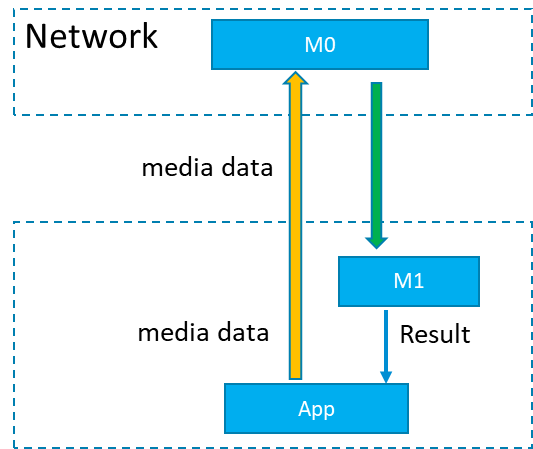 Network
M0
media data
M1
media data
Result
App